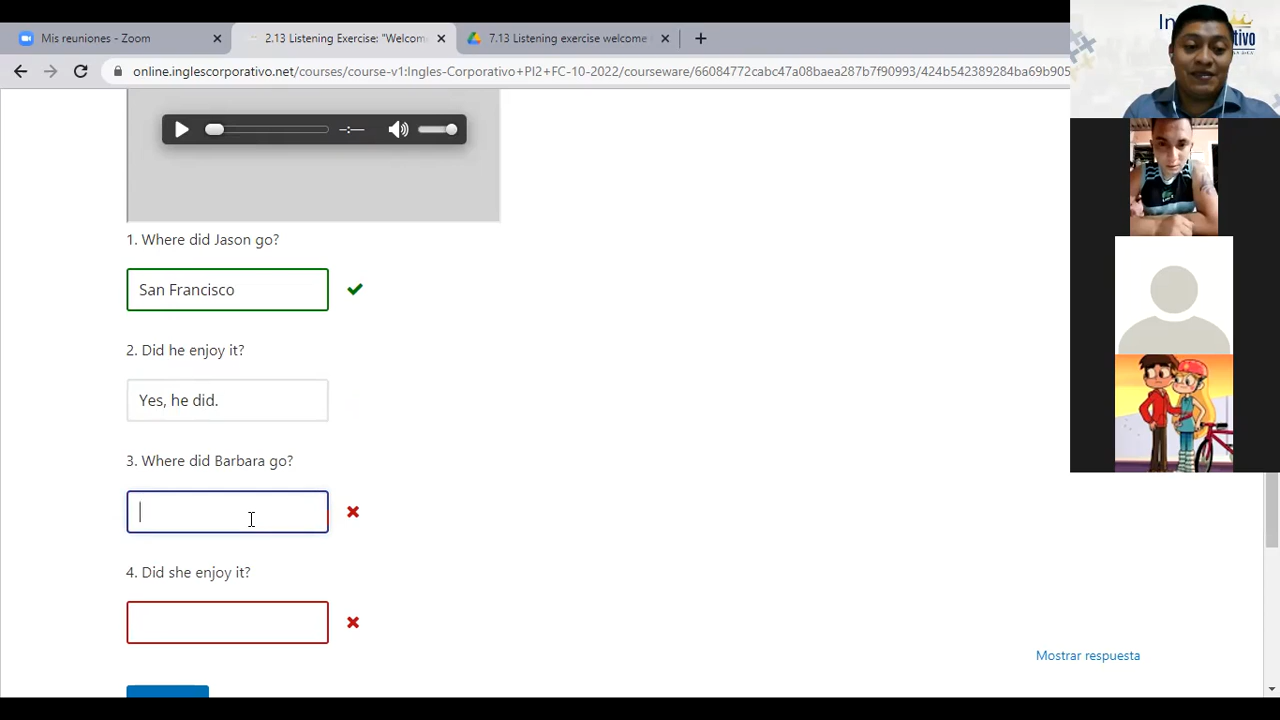 Mis reuniones - Zoom
2.13 Listening Exercise: "Welcom
7.13 Listening exercise welcome
online.inglescorporativo.net/courses/course-v1:Ingles-Corporativo+PI2+FC-10-2022/courseware/66084772cabc47a08baea287b7f90993/424b542389284ba69b905
-:--
1. Where did Jason go?
San Francisco
2. Did he enjoy it?
Yes, he did.
3. Where did Barbara go?
4. Did she enjoy it?
Mostrar respuesta